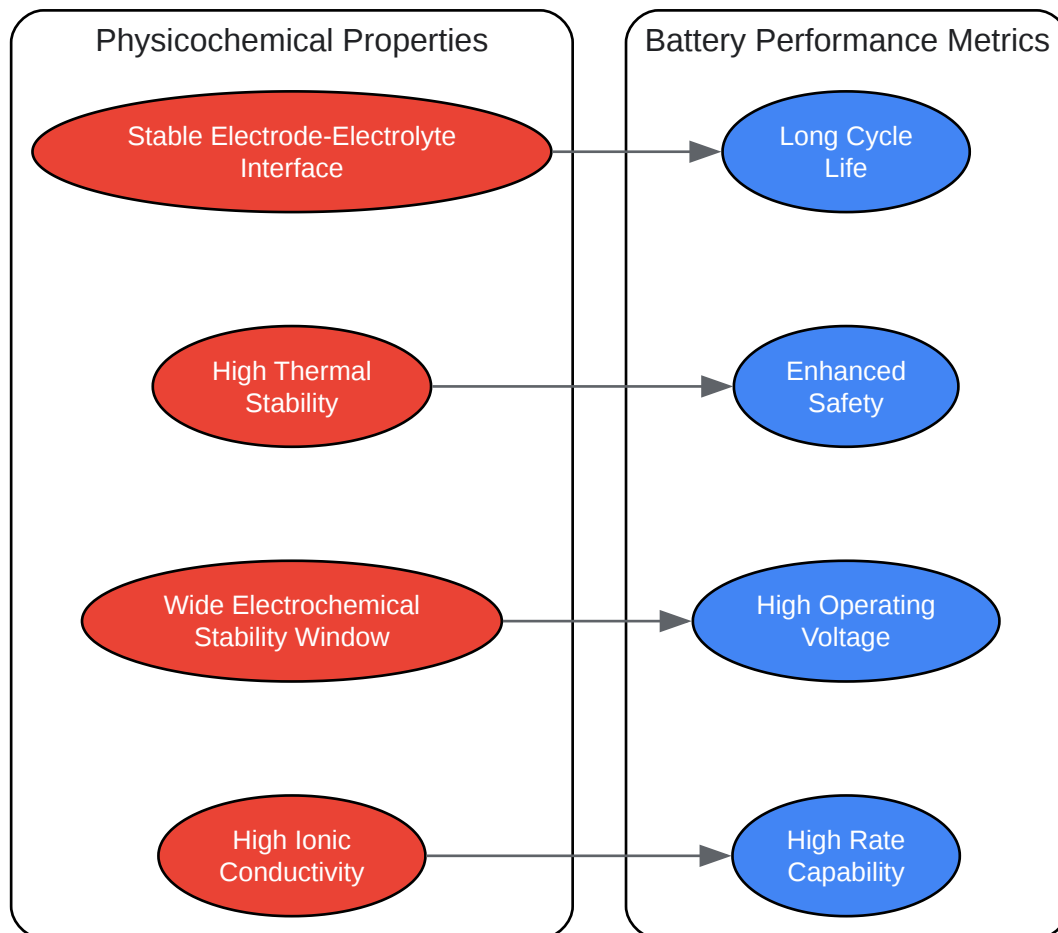 Physicochemical Properties
Battery Performance Metrics
Stable Electrode-Electrolyte
Interface
Long Cycle
Life
High Thermal
Stability
Enhanced
Safety
Wide Electrochemical
Stability Window
High Operating
Voltage
High Ionic
Conductivity
High Rate
Capability